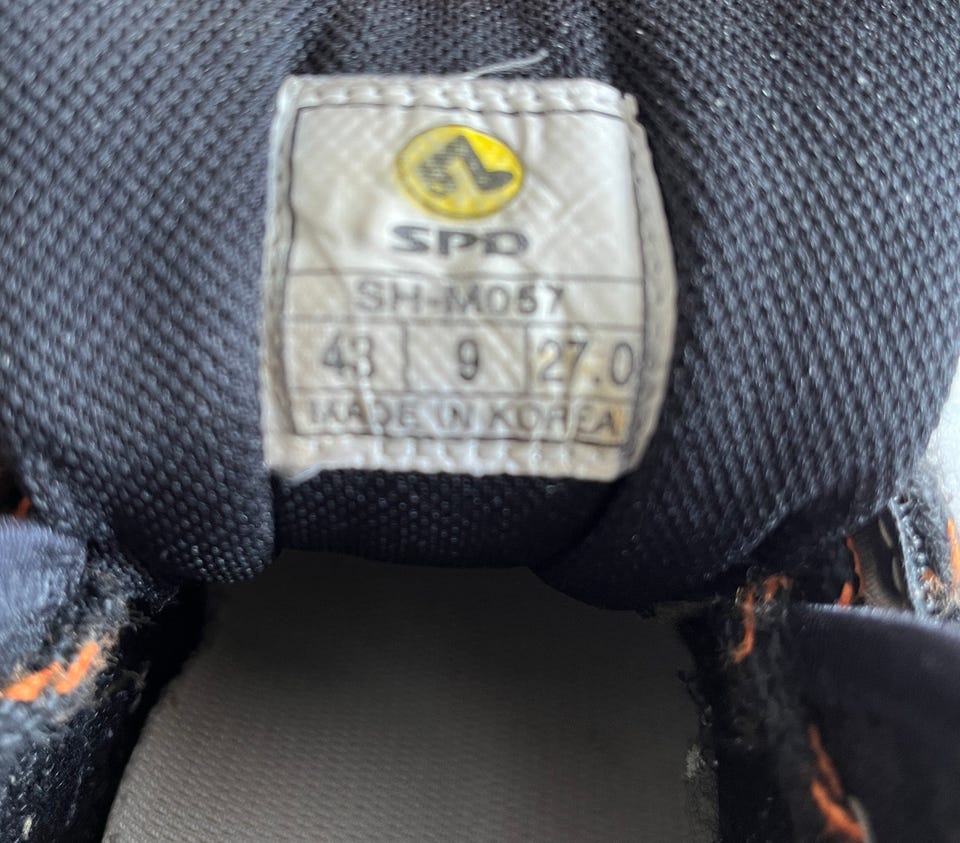 SPD
SH-M057
43 9 27.0
MADE IN KOREA